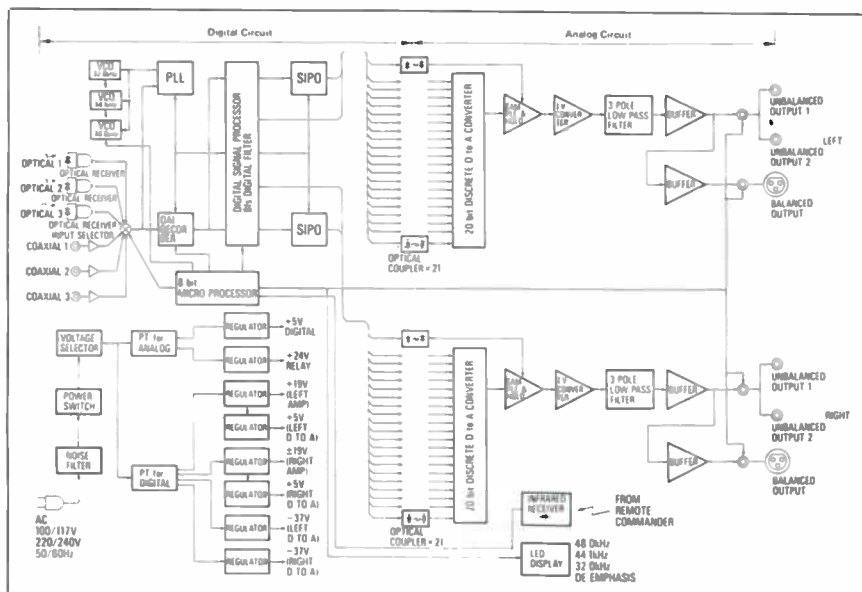 Digital Circuit
Analog Circuit
VCO
VCO
VCO
PLL
DIGITAL SIGNAL PROCESSOR
8fs DIGITAL FILTER
SIPO
SIPO
OPTICAL 1
OPTICAL RECEIVER
OPTICAL 2
OPTICAL RECEIVER
OPTICAL 3
OPTICAL RECEIVER
INPUT SELECTOR
COAXIAL 1
COAXIAL 2
COAXIAL 3
DAI
DECODER
8 bit
MICRO PROCESSOR
OPTICAL
COUPLER × 21
20 bit DISCRETE D to A CONVERTER
SAMPLE & HOLD
I V
CONVERTER
3 POLE
LOW PASS
FILTER
BUFFER
BUFFER
UNBALANCED
OUTPUT 1
LEFT
UNBALANCED
OUTPUT 2
BALANCED
OUTPUT
VOLTAGE
SELECTOR
POWER
SWITCH
NOISE
FILTER
AC
100/117V
220/240V
50/60Hz
PT for
ANALOG
PT for
DIGITAL
REGULATOR
+5V
DIGITAL
REGULATOR
+24V
RELAY
REGULATOR
+19V
(LEFT
AMP)
REGULATOR
+5V
(LEFT
D TO A)
REGULATOR
±19V
(RIGHT
AMP)
REGULATOR
+5V
(RIGHT
D TO A)
REGULATOR
-37V
(LEFT
D TO A)
REGULATOR
-37V
(RIGHT
D TO A)
OPTICAL
COUPLER × 21
20 bit DISCRETE D to A CONVERTER
SAMPLE & HOLD
I V
CONVERTER
3 POLE
LOW PASS
FILTER
BUFFER
BUFFER
UNBALANCED
OUTPUT 1
RIGHT
UNBALANCED
OUTPUT 2
BALANCED
OUTPUT
INFRARED
RECEIVER
FROM
REMOTE
COMMANDER
LED
DISPLAY
48 0kHz
44 1kHz
32 0kHz
DE EMPHASIS